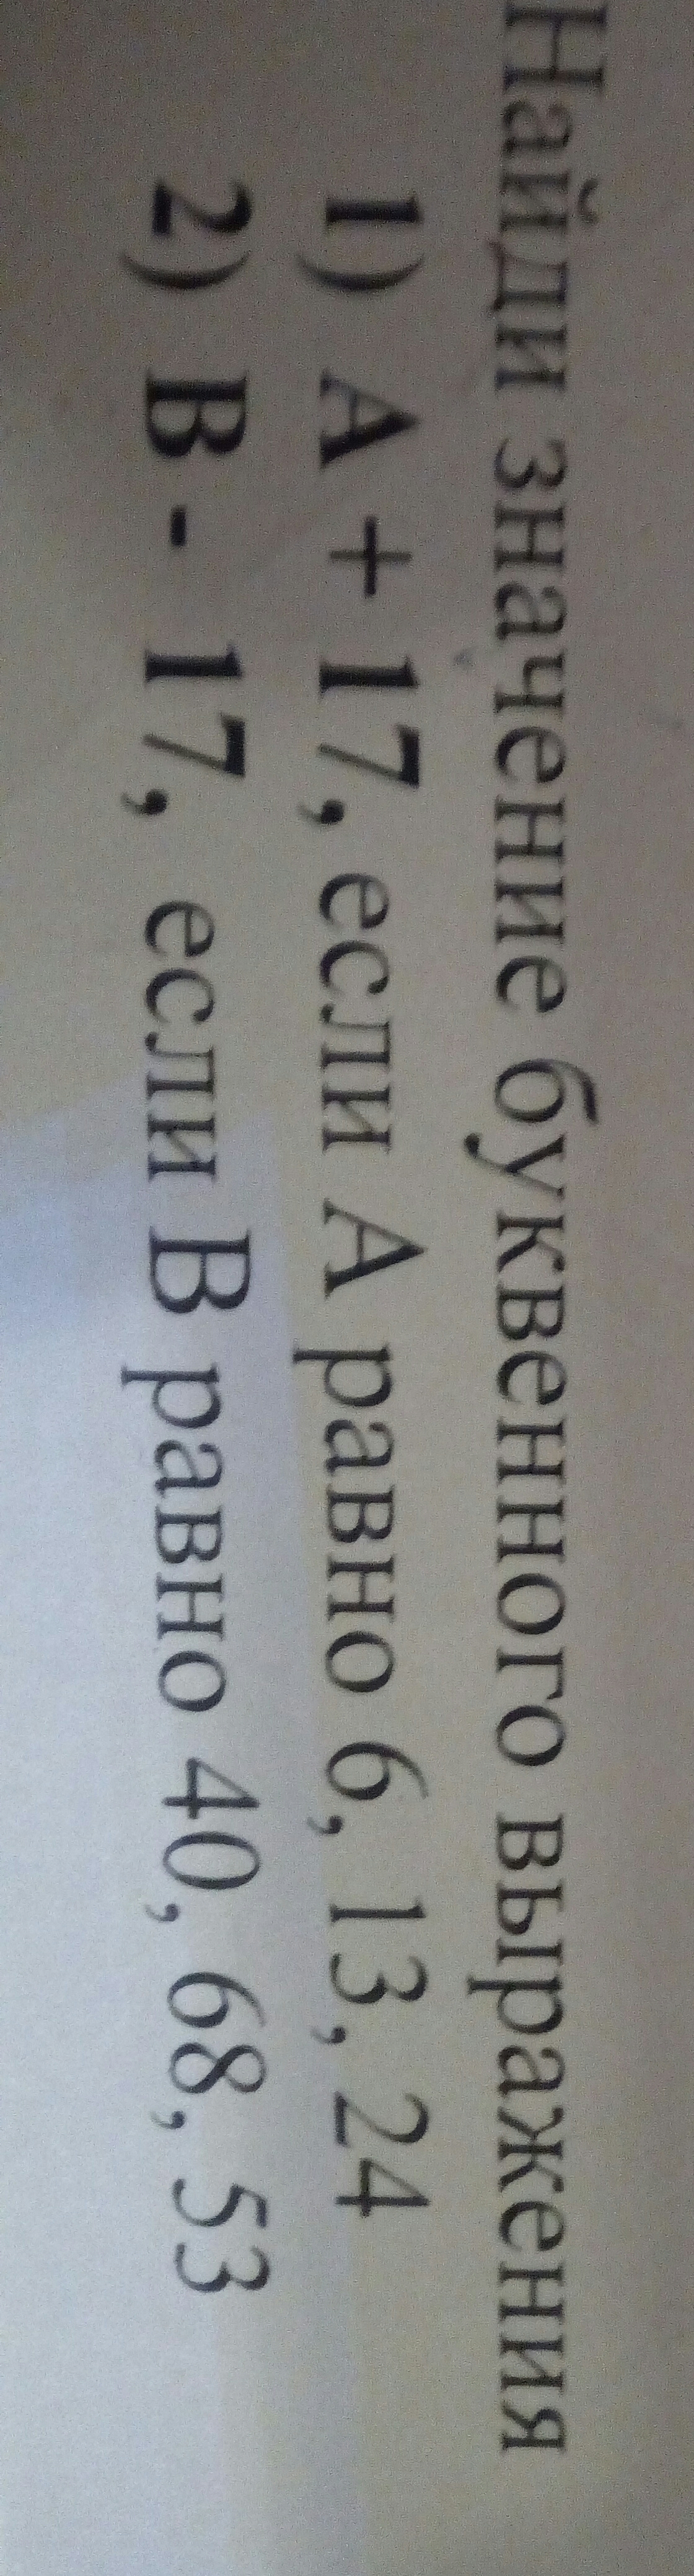 Найди значение буквенного выражения
1) А + 17, если А равно 6, 13, 24
2) В - 17, если В равно 40, 68, 53